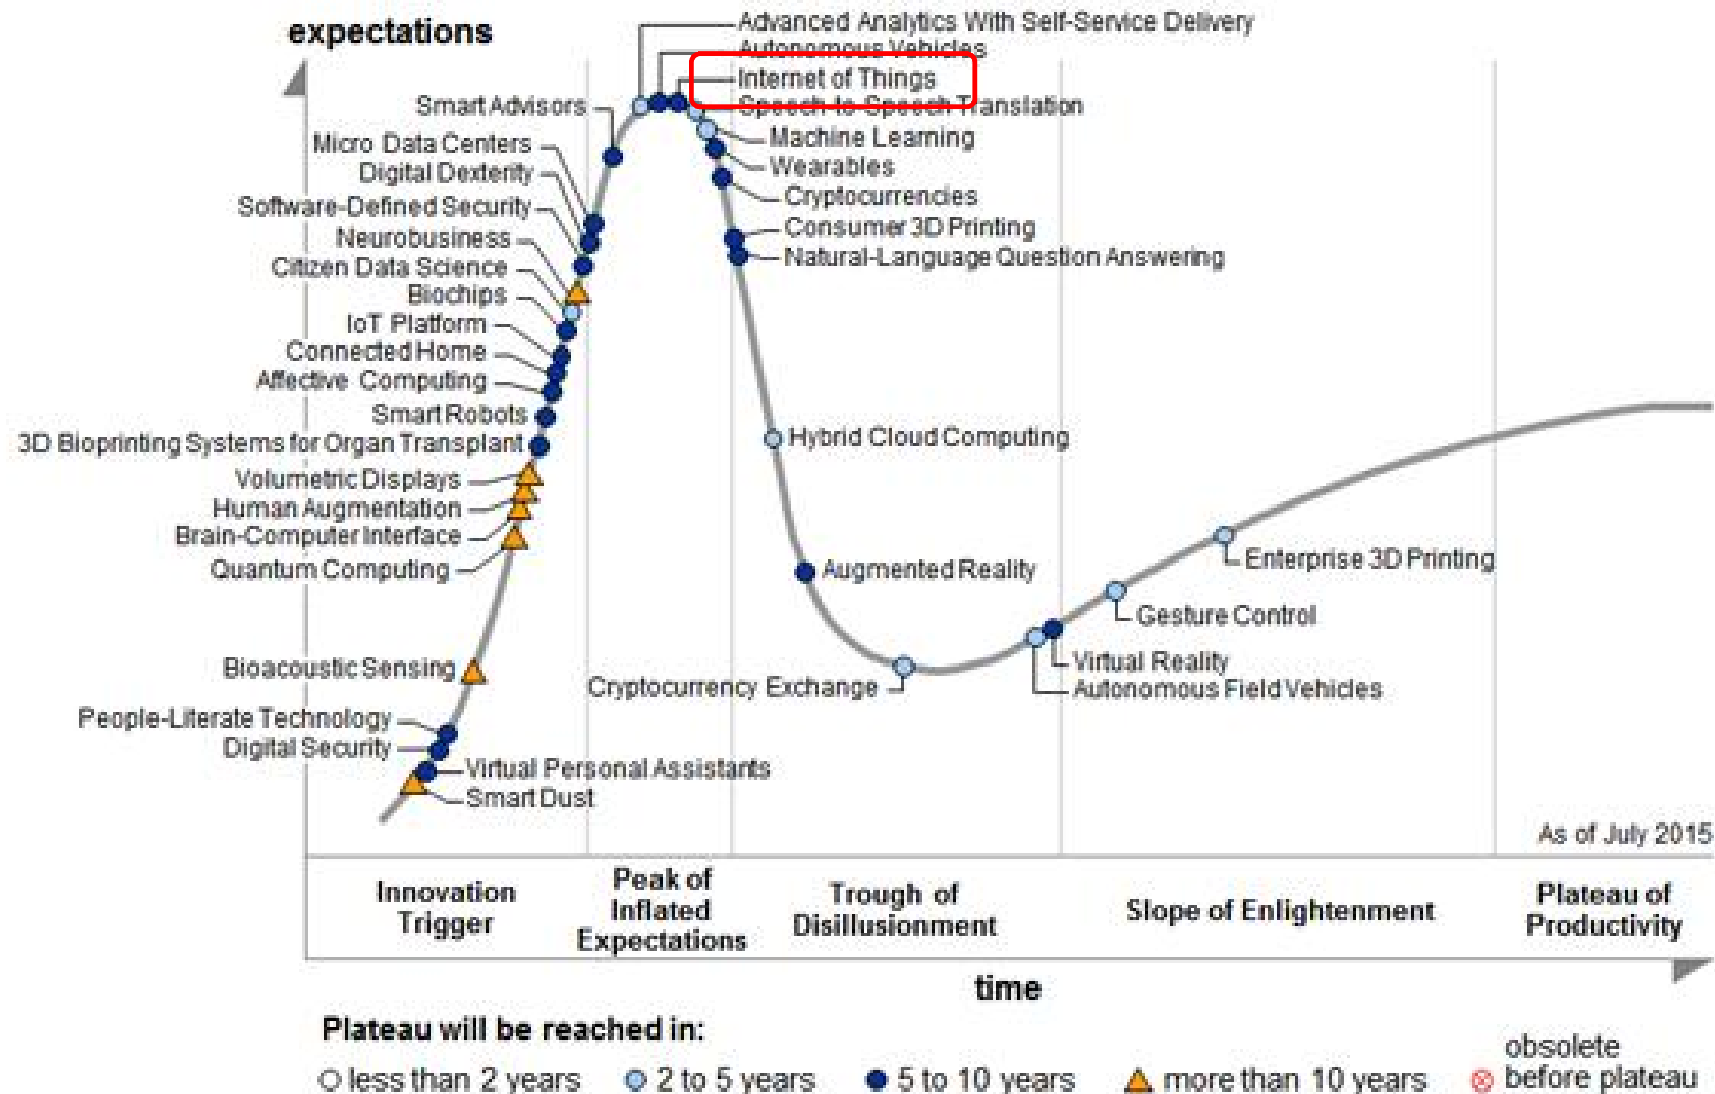 expectations
Advanced Analytics With Self-Service Delivery
Autonomous Vehicles
Internet of Things
Speech-to-Speech Translation
Machine Learning
Wearables
Cryptocurrencies
Consumer 3D Printing
Natural-Language Question Answering
Smart Advisors
Micro Data Centers
Digital Dexterity
Software-Defined Security
Neurobusiness
Citizen Data Science
Biochips
IoT Platform
Connected Home
Affective Computing
Smart Robots
3D Bioprinting Systems for Organ Transplant
Volumetric Displays
Human Augmentation
Brain-Computer Interface
Quantum Computing
Bioacoustic Sensing
People-Literate Technology
Digital Security
Virtual Personal Assistants
Smart Dust
Hybrid Cloud Computing
Augmented Reality
Cryptocurrency Exchange
Enterprise 3D Printing
Gesture Control
Virtual Reality
Autonomous Field Vehicles
As of July 2015
Innovation
Trigger
Peak of
Inflated
Expectations
Trough of
Disillusionment
Slope of Enlightenment
Plateau of
Productivity
time
Plateau will be reached in:
less than 2 years
2 to 5 years
5 to 10 years
more than 10 years
obsolete
before plateau